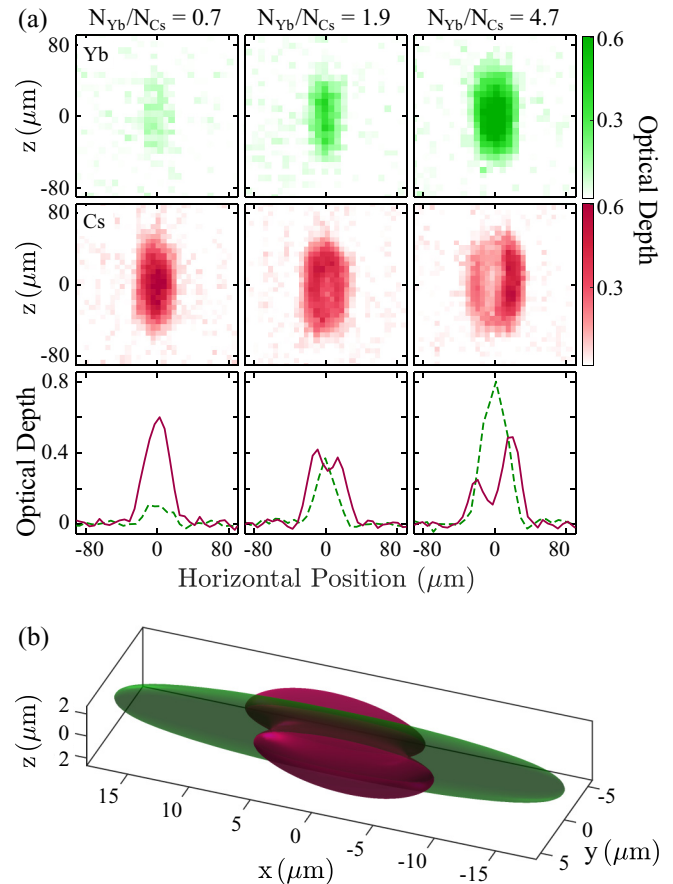 (a) N_Yb/N_Cs = 0.7 N_Yb/N_Cs = 1.9 N_Yb/N_Cs = 4.7
80
0
-80
z (μm)
Yb
0.6
0.3
Optical Depth
80
0
-80
z (μm)
Cs
0.6
0.3
0.8
0.4
0
Optical Depth
-80 0 80 -80 0 80 -80 0 80
Horizontal Position (μm)
(b)
z (μm)
2
0
2
15 10 5 0 -5 -10 -15
x (μm)
-5
0
5
y (μm)